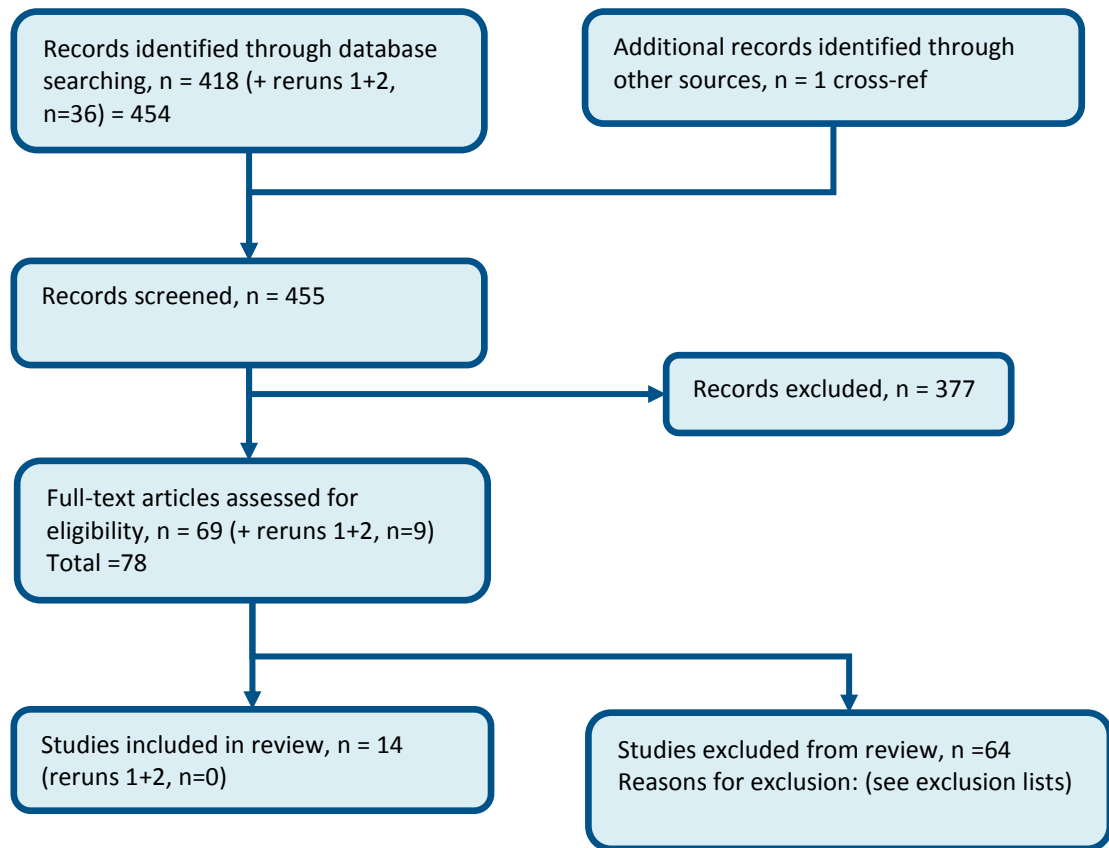 Records identified through database
searching, n = 418 (+ reruns 1+2,
n=36) = 454
Additional records identified through
other sources, n = 1 cross-ref
Records screened, n = 455
Records excluded, n = 377
Full-text articles assessed for
eligibility, n = 69 (+ reruns 1+2, n=9)
Total =78
Studies included in review, n = 14
(reruns 1+2, n=0)
Studies excluded from review, n =64
Reasons for exclusion: (see exclusion lists)